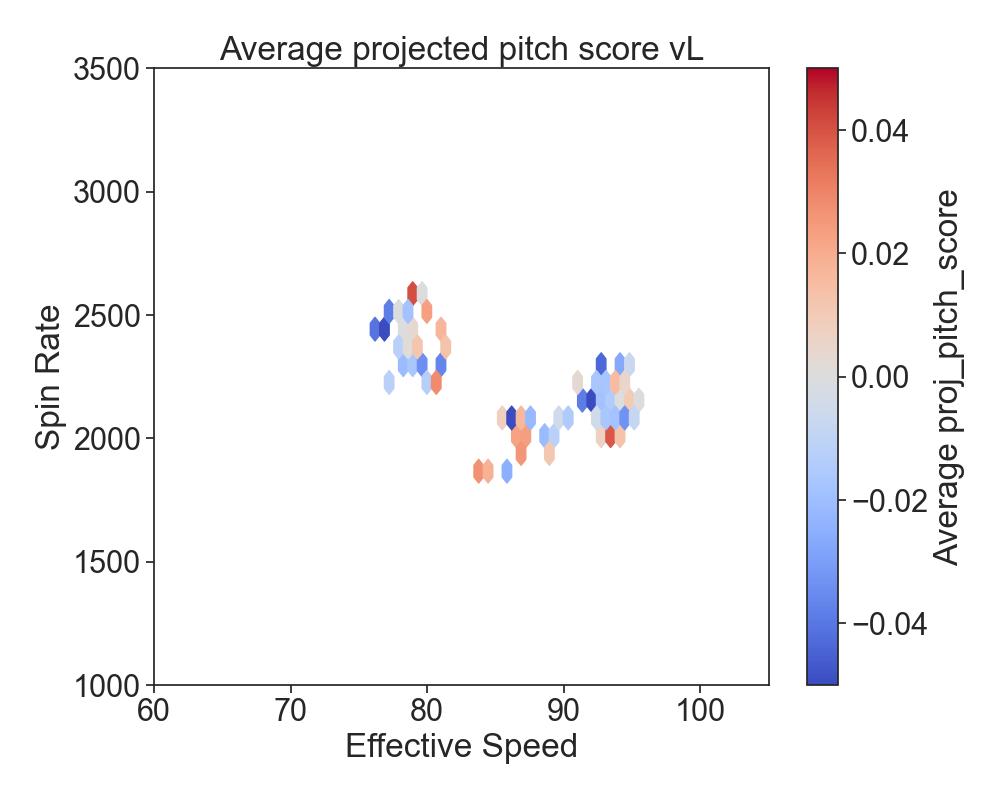 Average projected pitch score vL
3500
3000
2500
2000
1500
1000
Spin Rate
60 70 80 90 100
Effective Speed
0.04
0.02
0.00
−0.02
−0.04
Average proj_pitch_score